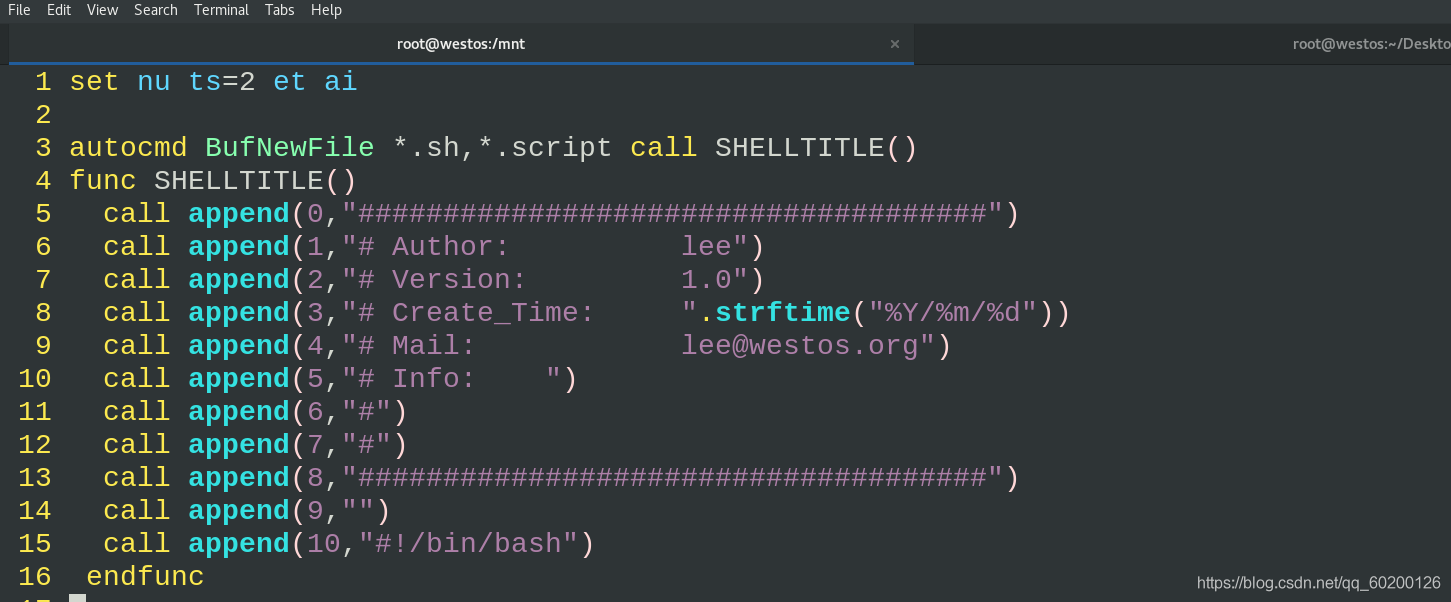 File Edit View Search Terminal Tabs Help
root@westos:/mnt × root@westos:~/Deskto
1 set nu ts=2 et ai
2
3 autocmd BufNewFile *.sh,*.script call SHELLTITLE()
4 func SHELLTITLE()
5   call append(0,"#####################################")
6   call append(1,"# Author:          lee")
7   call append(2,"# Version:         1.0")
8   call append(3,"# Create_Time:     ".strftime("%Y/%m/%d"))
9   call append(4,"# Mail:            lee@westos.org")
10   call append(5,"# Info:    ")
11   call append(6,"#")
12   call append(7,"#")
13   call append(8,"#####################################")
14   call append(9,"")
15   call append(10,"#!/bin/bash")
16  endfunc
17
https://blog.csdn.net/qq_60200126